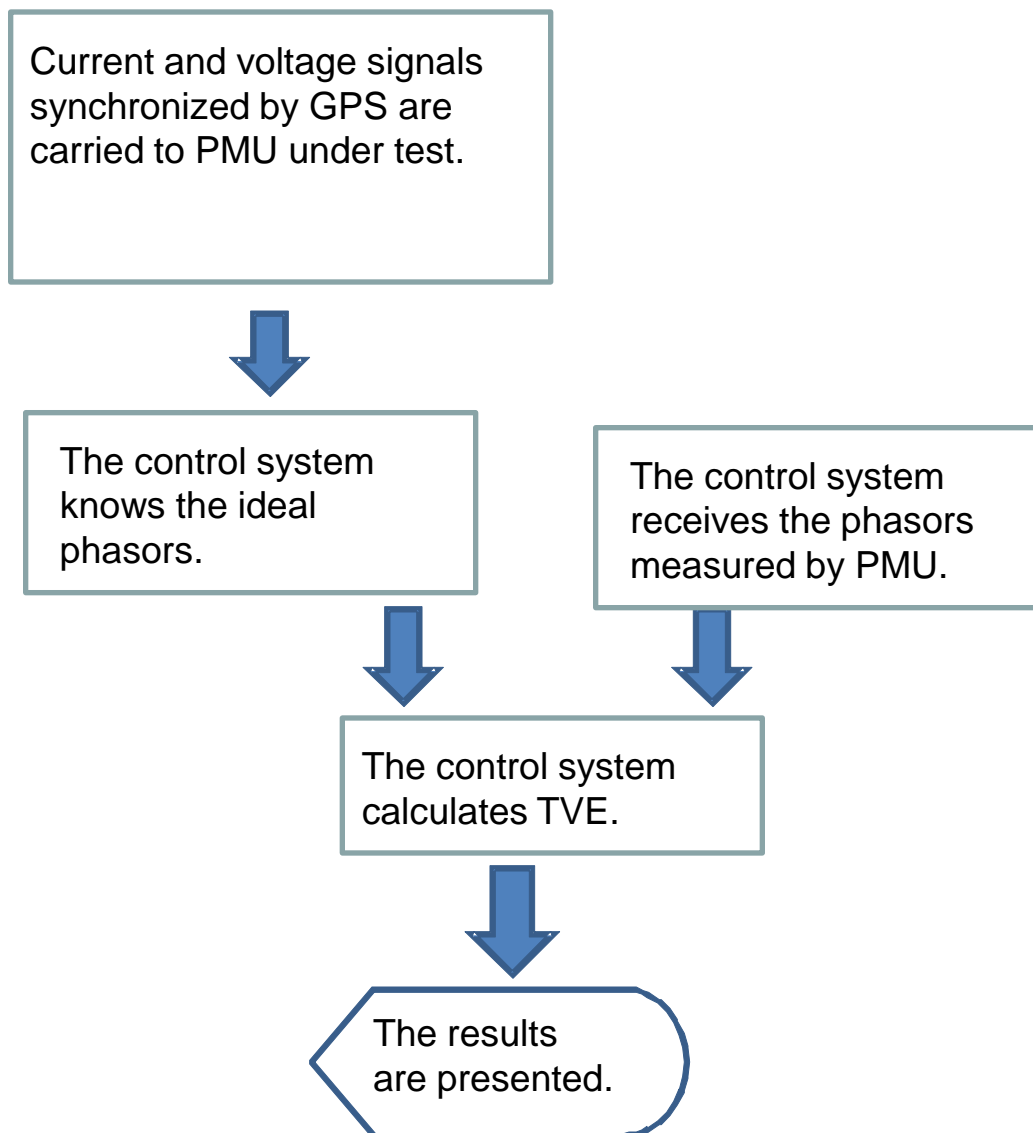 Current and voltage signals
synchronized by GPS are
carried to PMU under test.
The control system
knows the ideal
phasors.
The control system
receives the phasors
measured by PMU.
The control system
calculates TVE.
The results
are presented.